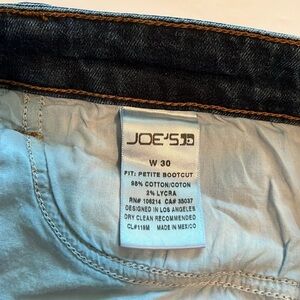 JOE'S
W 30
FIT: PETITE BOOTCUT
98% COTTON/COTON
2% LYCRA
RN# 106214 CA# 35037
DESIGNED IN LOS ANGELES
DRY CLEAN RECOMMENDED
CL#119M MADE IN MEXICO